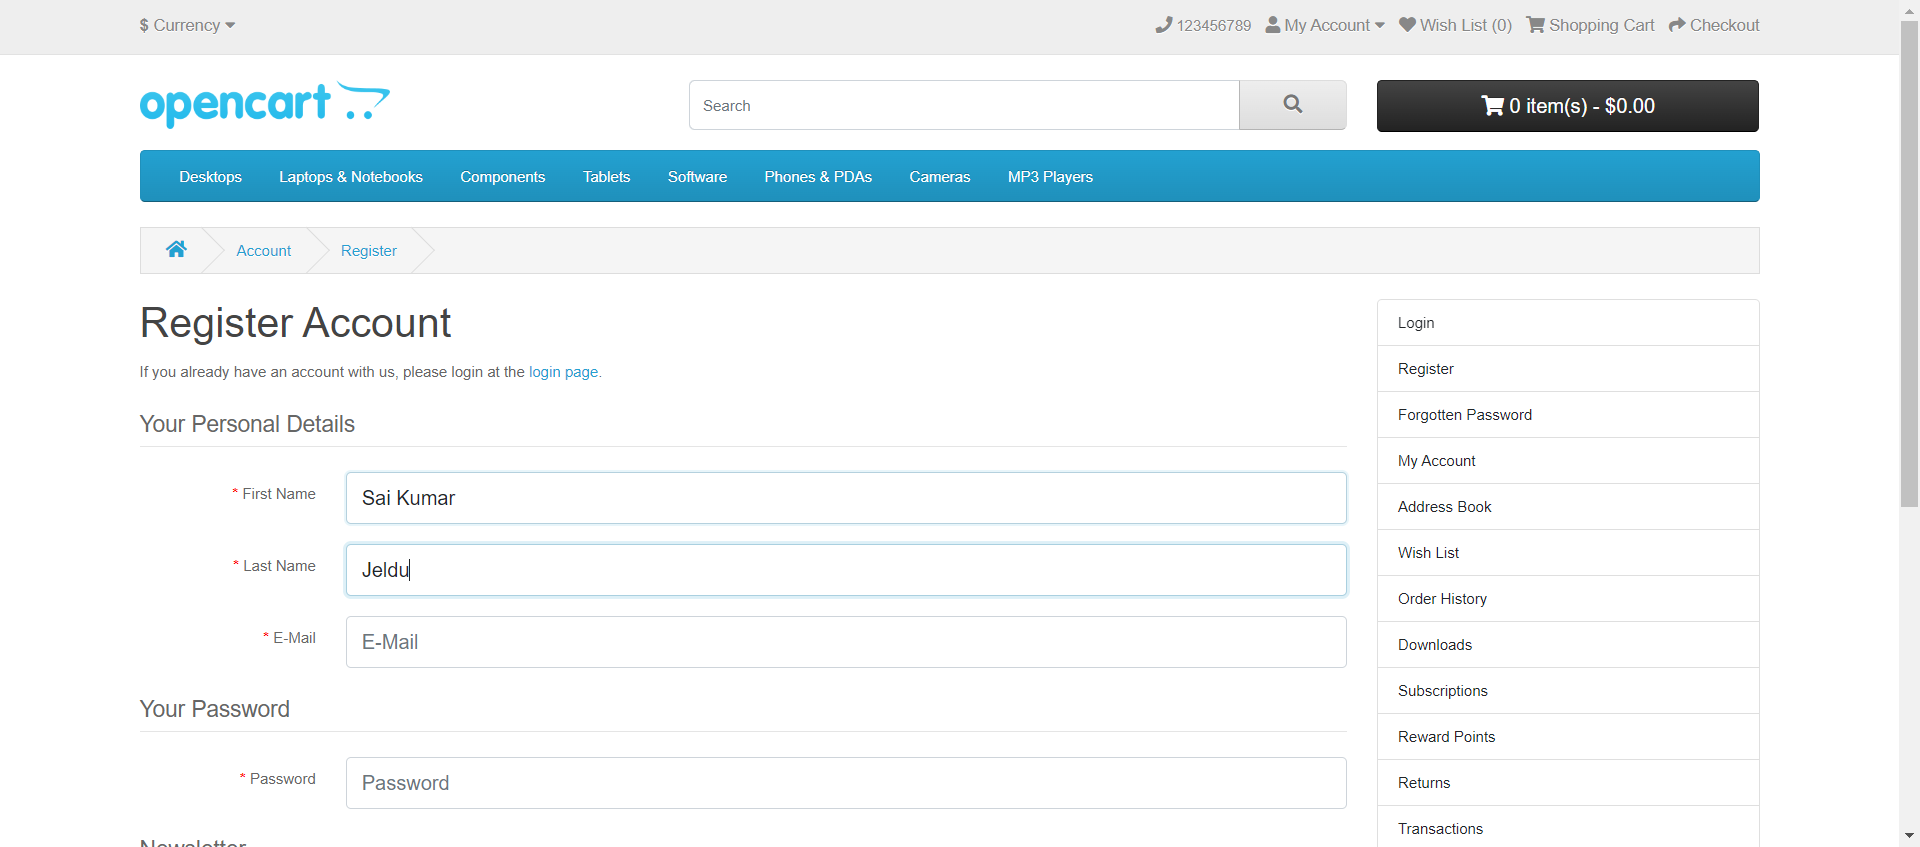 $ Currency
123456789 My Account Wish List (0) Shopping Cart Checkout
opencart
Search
0 item(s) - $0.00
Desktops Laptops & Notebooks Components Tablets Software Phones & PDAs Cameras MP3 Players
Account Register
Register Account
If you already have an account with us, please login at the login page.
Your Personal Details
* First Name Sai Kumar
* Last Name Jeldu
* E-Mail E-Mail
Your Password
* Password Password
Newsletter
Login
Register
Forgotten Password
My Account
Address Book
Wish List
Order History
Downloads
Subscriptions
Reward Points
Returns
Transactions